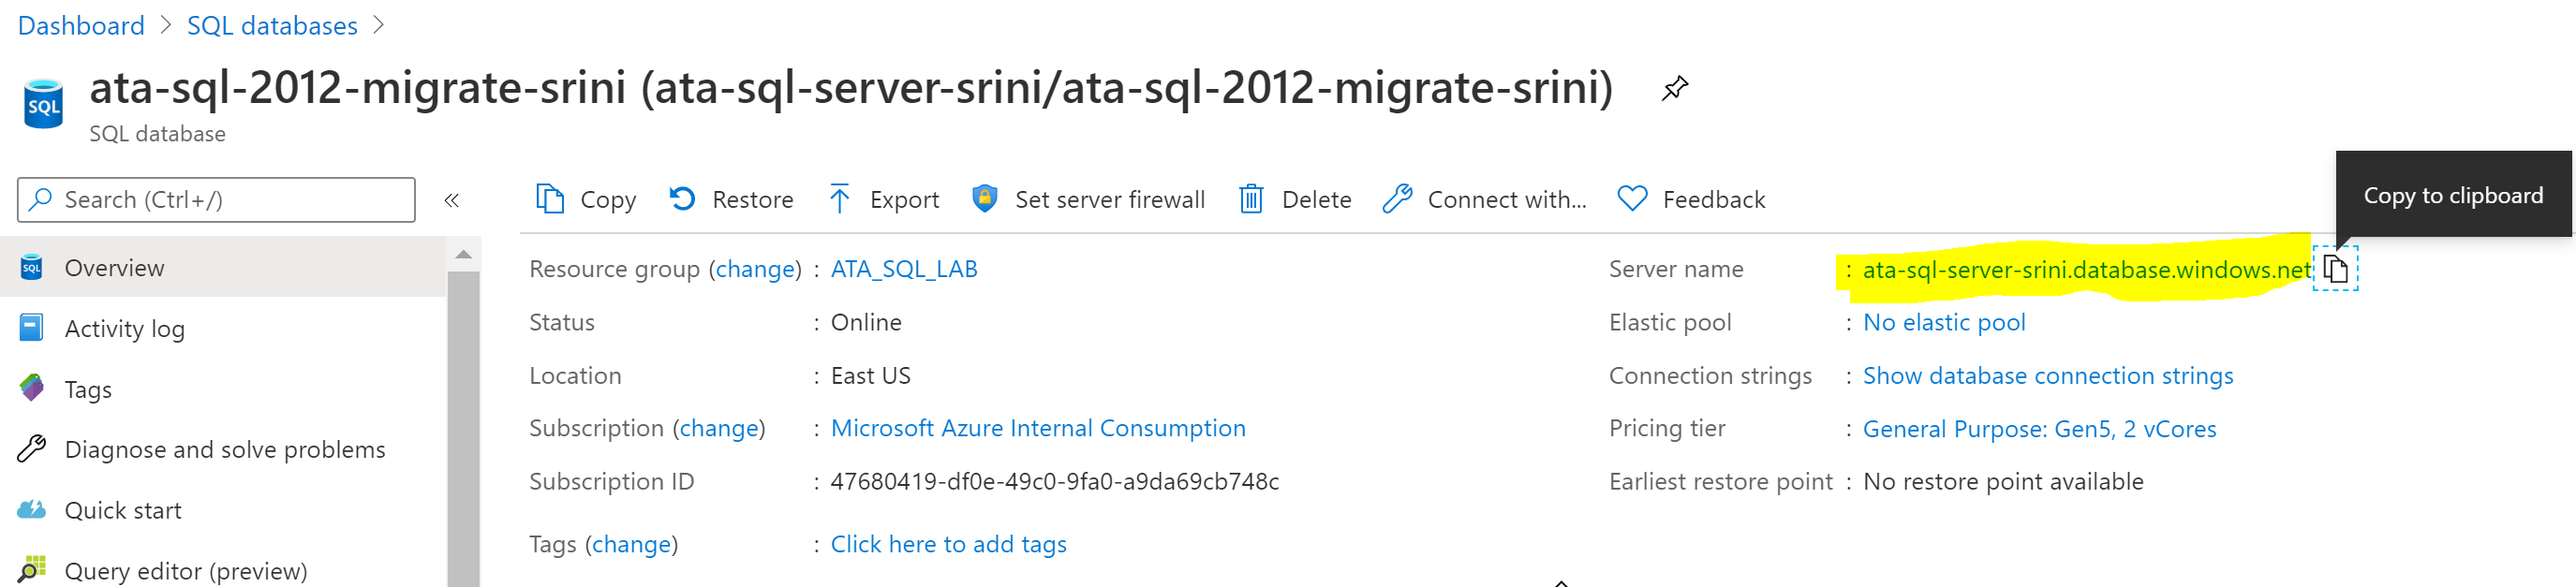 Dashboard > SQL databases >
SQL
ata-sql-2012-migrate-srini (ata-sql-server-srini/ata-sql-2012-migrate-srini)
SQL database
Search (Ctrl+/)
«
Copy
Restore
Export
Set server firewall
Delete
Connect with...
Feedback
Copy to clipboard
SQL
Overview
Activity log
Tags
Diagnose and solve problems
Quick start
Query editor (preview)
Resource group (change) : ATA_SQL_LAB
Status : Online
Location : East US
Subscription (change) : Microsoft Azure Internal Consumption
Subscription ID : 47680419-df0e-49c0-9fa0-a9da69cb748c
Tags (change) : Click here to add tags
Server name : ata-sql-server-srini.database.windows.net
Elastic pool : No elastic pool
Connection strings : Show database connection strings
Pricing tier : General Purpose: Gen5, 2 vCores
Earliest restore point : No restore point available